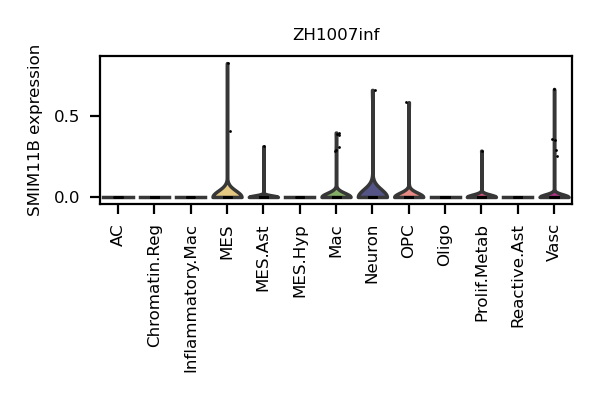 ZH1007inf
SMIM11B expression
0.5
0.0
AC
Chromatin.Reg
Inflammatory.Mac
MES
MES.Ast
MES.Hyp
Mac
Neuron
OPC
Oligo
Prolif.Metab
Reactive.Ast
Vasc